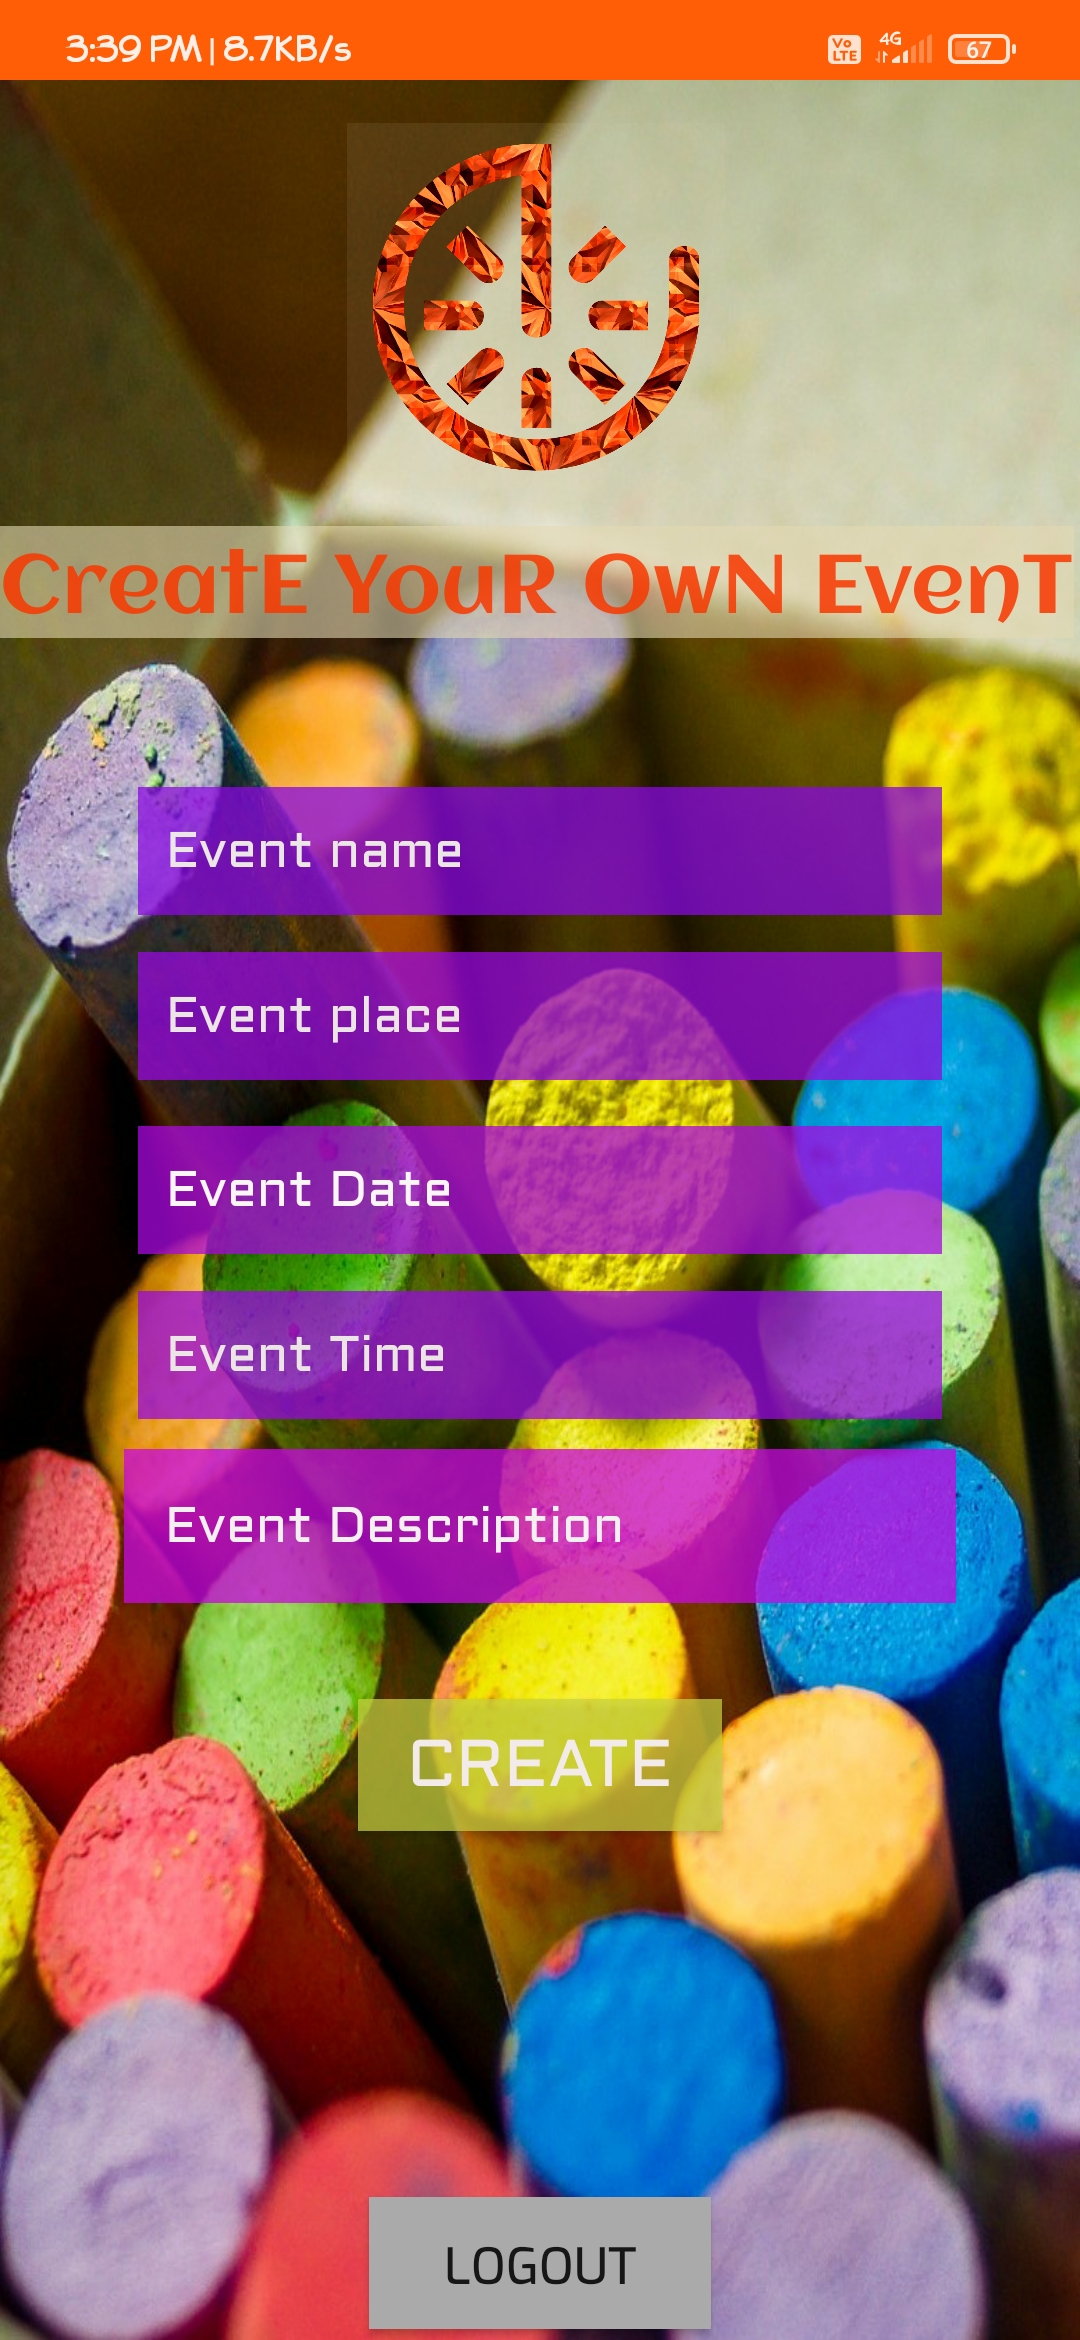 3:39 PM | 8.7KB/s Vo LTE 4G 67
CreatE YouR OwN EvenT
Event name
Event place
Event Date
Event Time
Event Description
CREATE
LOGOUT